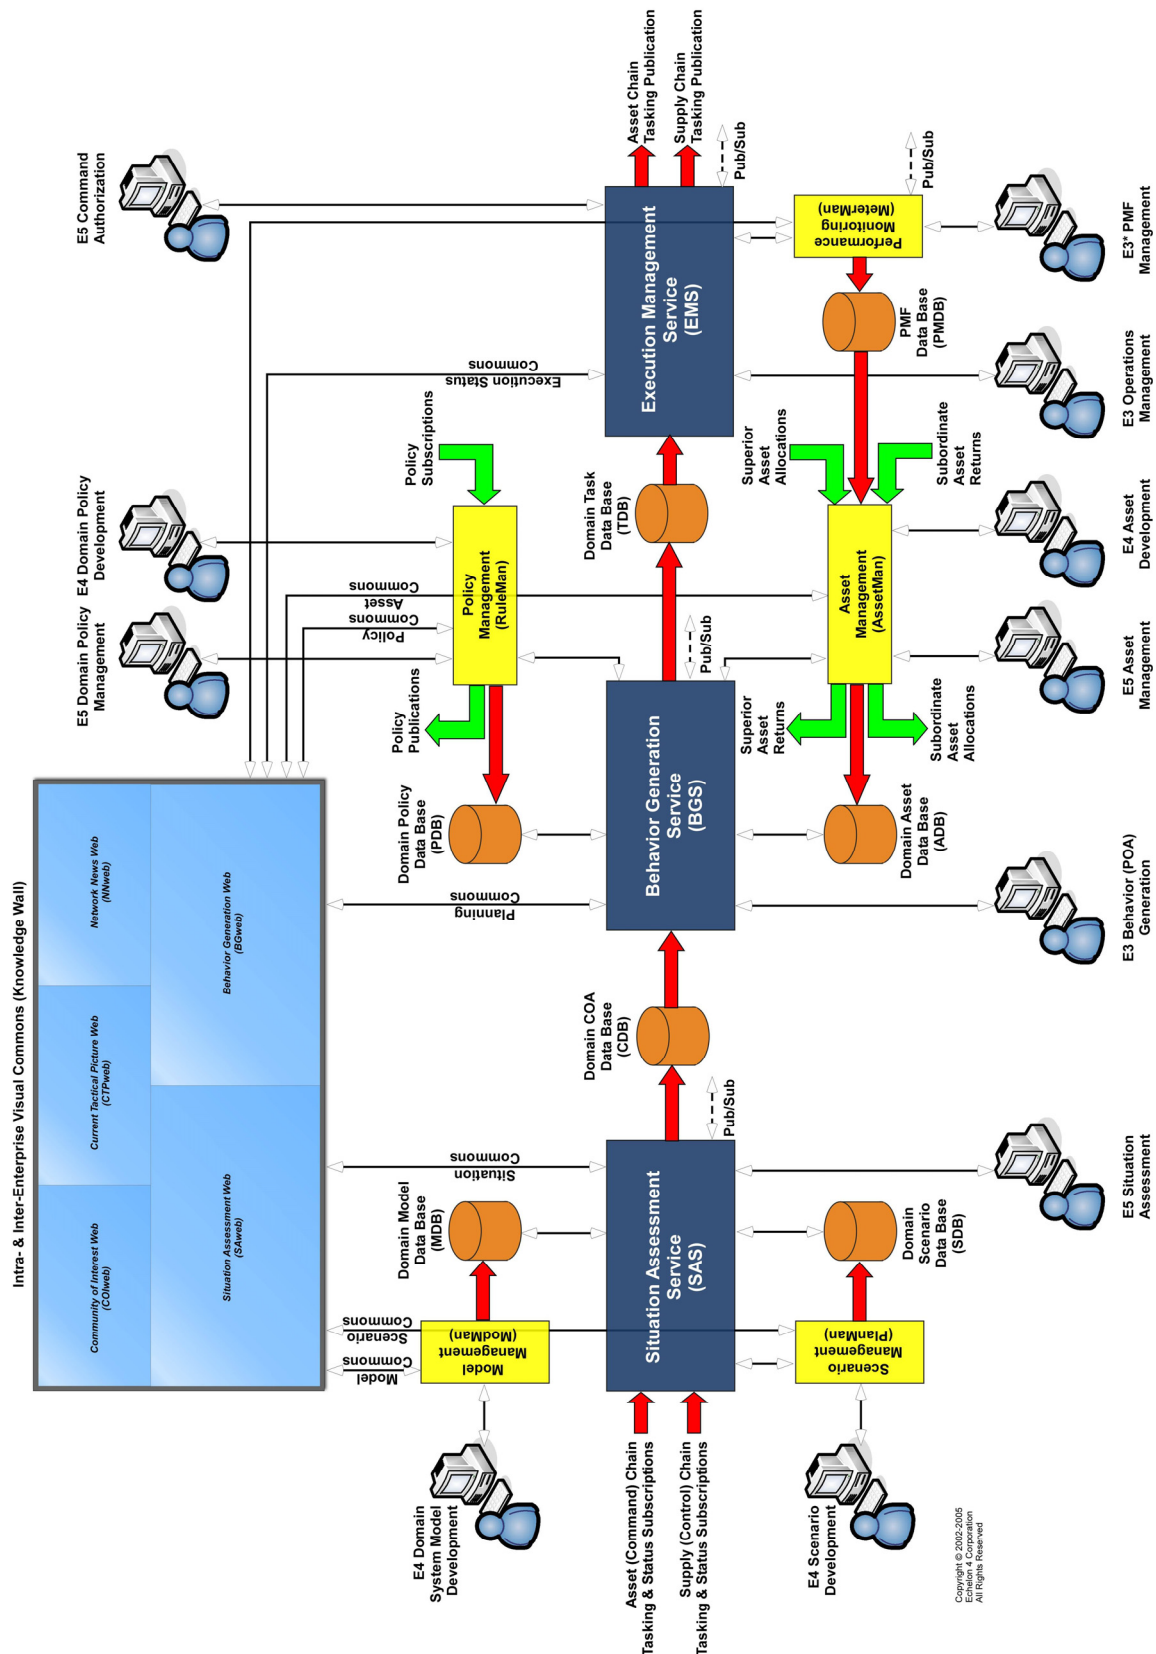 Intra- & Inter-Enterprise Visual Commons (Knowledge Wall)
Community of Interest Web
(COIweb)
Current Tactical Picture Web
(CTPweb)
Network News Web
(NNweb)
Situation Assessment Web
(SAweb)
Behavior Generation Web
(BGweb)
E5 Domain Policy
Management
E4 Domain Policy
Development
E5 Command
Authorization
Model
Commons
Scenario
Commons
Situation
Commons
Planning
Commons
Policy
Commons
Asset
Commons
Execution Status
Commons
E4 Domain
System Model
Development
Model
Management
(ModMan)
Domain Model
Data Base
(MDB)
Domain Policy
Data Base
(PDB)
Policy
Publications
Policy
Management
(RuleMan)
Policy
Subscriptions
Asset (Command) Chain
Tasking & Status Subscriptions
Supply (Control) Chain
Tasking & Status Subscriptions
Situation Assessment
Service
(SAS)
Pub/Sub
Domain COA
Data Base
(CDB)
Behavior Generation
Service
(BGS)
Pub/Sub
Domain Task
Data Base
(TDB)
Execution Management
Service
(EMS)
Asset Chain
Tasking Publication
Supply Chain
Tasking Publication
Pub/Sub
E4 Scenario
Development
Scenario
Management
(PlanMan)
Domain
Scenario
Data Base
(SDB)
Domain Asset
Data Base
(ADB)
Superior
Asset
Returns
Subordinate
Asset
Allocations
Asset
Management
(AssetMan)
Superior
Asset
Allocations
Subordinate
Asset
Returns
PMF
Data Base
(PMDB)
Performance
Monitoring
(MeterMan)
Pub/Sub
E5 Situation
Assessment
E3 Behavior (POA)
Generation
E5 Asset
Management
E4 Asset
Development
E3 Operations
Management
E3* PMF
Management
Copyright © 2002-2005
Echelon 4 Corporation
All Rights Reserved